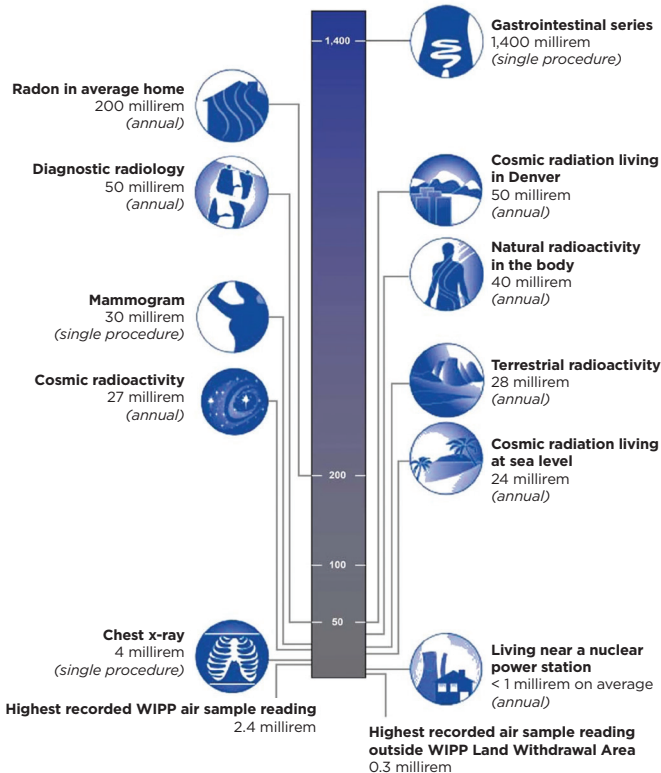 Gastrointestinal series
1,400 millirem
(single procedure)
1,400
Radon in average home
200 millirem
(annual)
Diagnostic radiology
50 millirem
(annual)
Cosmic radiation living
in Denver
50 millirem
(annual)
Natural radioactivity
in the body
40 millirem
(annual)
Mammogram
30 millirem
(single procedure)
Terrestrial radioactivity
28 millirem
(annual)
Cosmic radioactivity
27 millirem
(annual)
Cosmic radiation living
at sea level
24 millirem
(annual)
200
100
50
Chest x-ray
4 millirem
(single procedure)
Living near a nuclear
power station
< 1 millirem on average
(annual)
Highest recorded WIPP air sample reading
2.4 millirem
Highest recorded air sample reading
outside WIPP Land Withdrawal Area
0.3 millirem